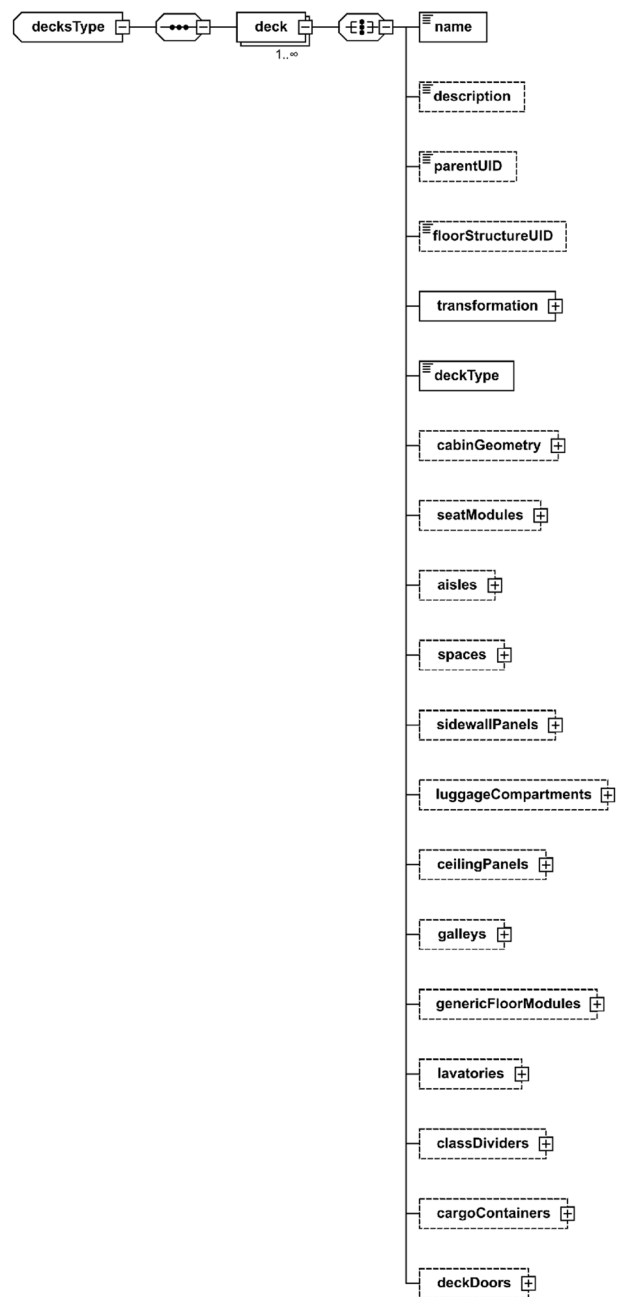 decksType deck name
1..∞
description
parentUID
floorStructureUID
transformation
deckType
cabinGeometry
seatModules
aisles
spaces
sidewallPanels
luggageCompartments
ceilingPanels
galleys
genericFloorModules
lavatories
classDividers
cargoContainers
deckDoors